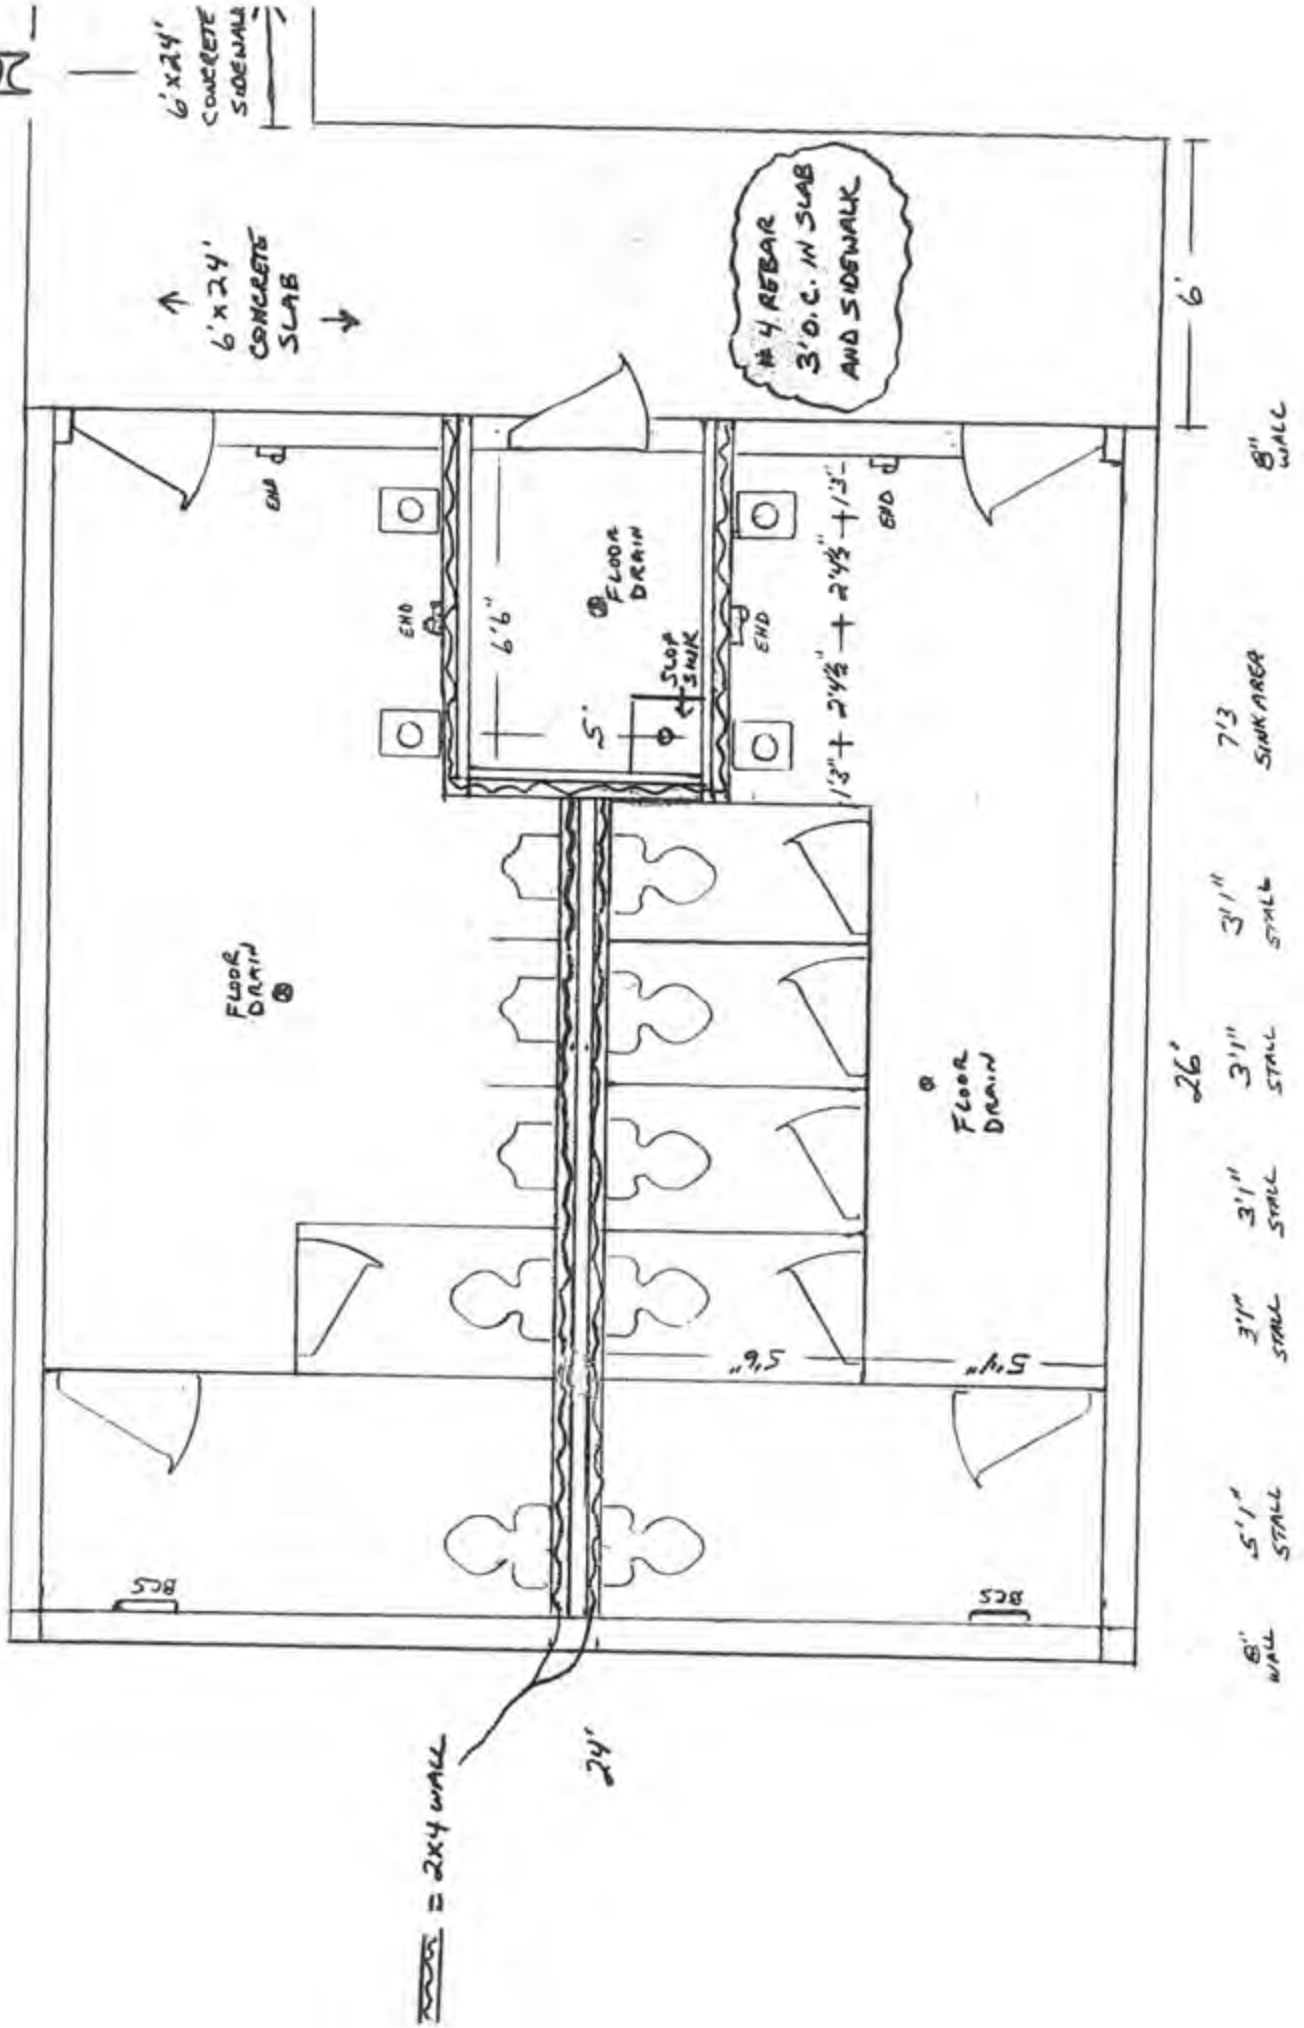 6'x24'
CONCRETE
SIDEWALK
6'x24'
CONCRETE
SLAB
#4 REBAR
3' O.C. IN SLAB
AND SIDEWALK
6'
8"
WALL
EHD
EHD
6'6"
FLOOR
DRAIN
5'
SLOP
SINK
EHD
EHD
1'3" + 2'4½" + 2'4½" + 1'3"
7'3
SINK AREA
FLOOR
DRAIN
FLOOR
DRAIN
26'
3'1"
STALL
3'1"
STALL
3'1"
STALL
3'1"
STALL
5'6"
5'4"
5'1"
STALL
BCS
BCS
8"
WALL
24'
= 2x4 WALL